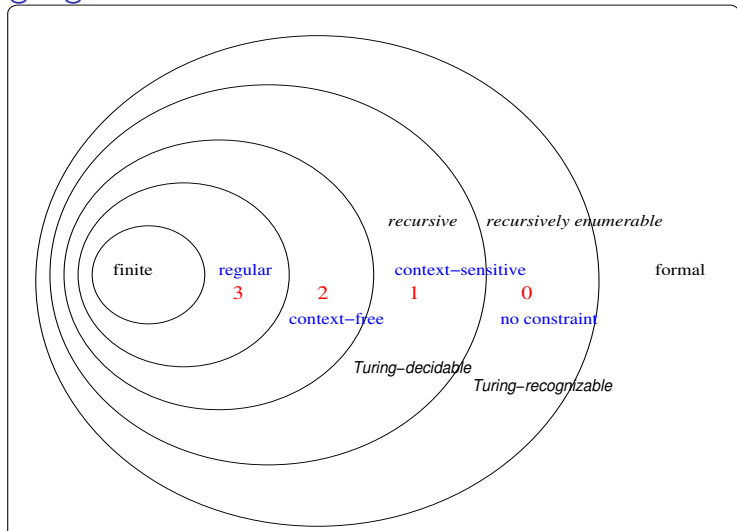 recursive recursively enumerable
finite regular context−sensitive formal
3 2 1 0
context−free no constraint
Turing−decidable
Turing−recognizable